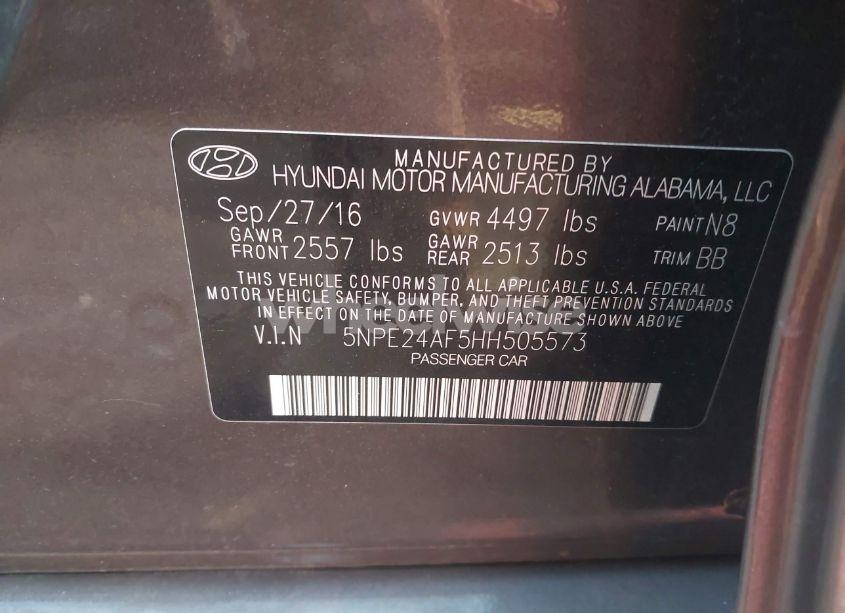 MANUFACTURED BY
HYUNDAI MOTOR MANUFACTURING ALABAMA, LLC
Sep/27/16 GVWR 4497 lbs PAINT N8
GAWR FRONT 2557 lbs GAWR REAR 2513 lbs TRIM BB
THIS VEHICLE CONFORMS TO ALL APPLICABLE U.S.A. FEDERAL
MOTOR VEHICLE SAFETY, BUMPER, AND THEFT PREVENTION STANDARDS
IN EFFECT ON THE DATE OF MANUFACTURE SHOWN ABOVE
V.I.N 5NPE24AF5HH505573
PASSENGER CAR
wheelwise